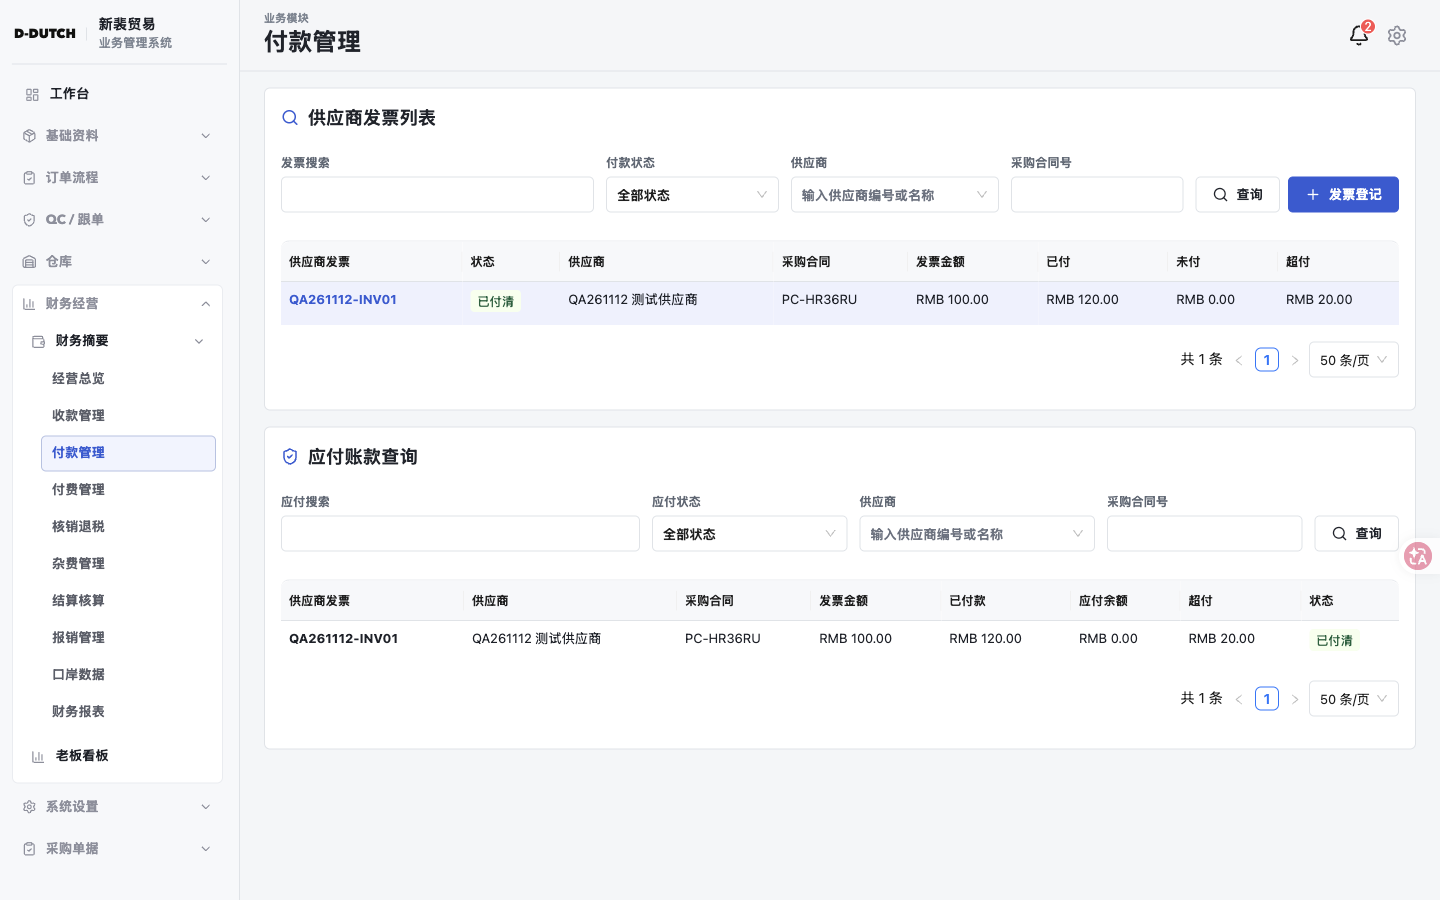 D-DUTCH
新裴贸易
业务管理系统
工作台
基础资料
订单流程
QC / 跟单
仓库
财务经营
财务摘要
经营总览
收款管理
付款管理
付费管理
核销退税
杂费管理
结算核算
报销管理
口岸数据
财务报表
老板看板
系统设置
采购单据
业务模块
付款管理
2
供应商发票列表
发票搜索 付款状态 供应商 采购合同号
全部状态 输入供应商编号或名称 查询 发票登记
供应商发票 状态 供应商 采购合同 发票金额 已付 未付 超付
QA261112-INV01 已付清 QA261112 测试供应商 PC-HR36RU RMB 100.00 RMB 120.00 RMB 0.00 RMB 20.00
共 1 条 1 50 条/页
应付账款查询
应付搜索 应付状态 供应商 采购合同号
全部状态 输入供应商编号或名称 查询
供应商发票 供应商 采购合同 发票金额 已付款 应付余额 超付 状态
QA261112-INV01 QA261112 测试供应商 PC-HR36RU RMB 100.00 RMB 120.00 RMB 0.00 RMB 20.00 已付清
共 1 条 1 50 条/页